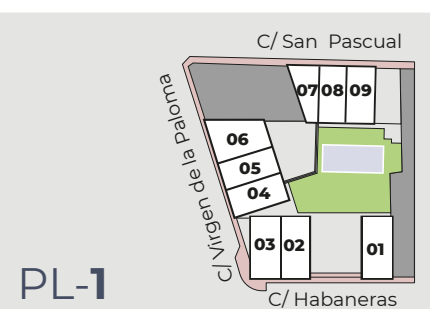 C/ San Pascual
07 08 09
C/ Virgen de la Paloma
06
05
04
03 02 01
PL-1
C/ Habaneras